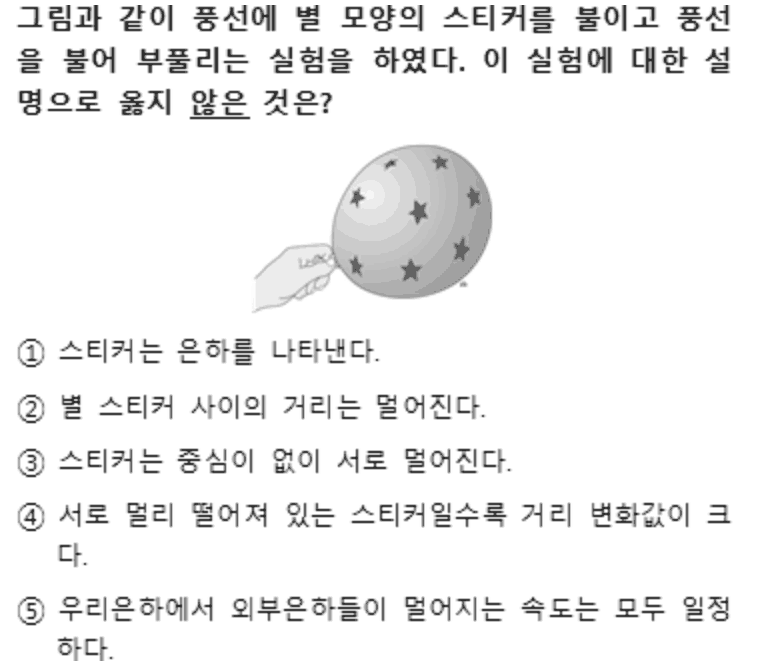 그림과 같이 풍선에 별 모양의 스티커를 불이고 풍선
을 불어 부풀리는 실험을 하였다. 이 실험에 대한 설
명으로 옳지 않은 것은?
① 스티커는 은하를 나타낸다.
② 별 스티커 사이의 거리는 멀어진다.
③ 스티커는 중심이 없이 서로 멀어진다.
④ 서로 멀리 떨어져 있는 스티커일수록 거리 변화값이 크
다.
⑤ 우리은하에서 외부은하들이 멀어지는 속도는 모두 일정
하다.